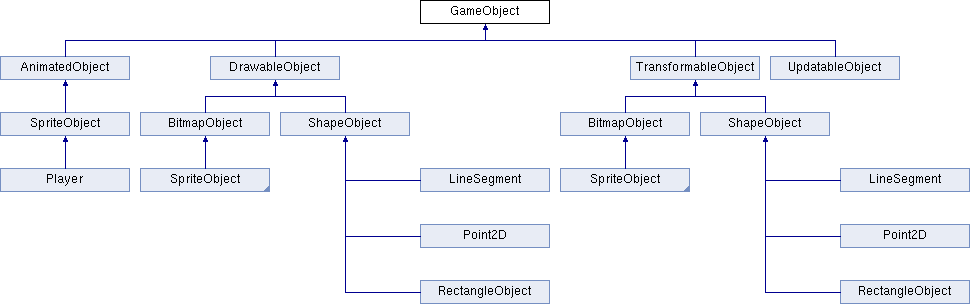 GameObject
AnimatedObject
DrawableObject
TransformableObject
UpdatableObject
SpriteObject
BitmapObject
ShapeObject
BitmapObject
ShapeObject
Player
SpriteObject
LineSegment
SpriteObject
LineSegment
Point2D
Point2D
RectangleObject
RectangleObject